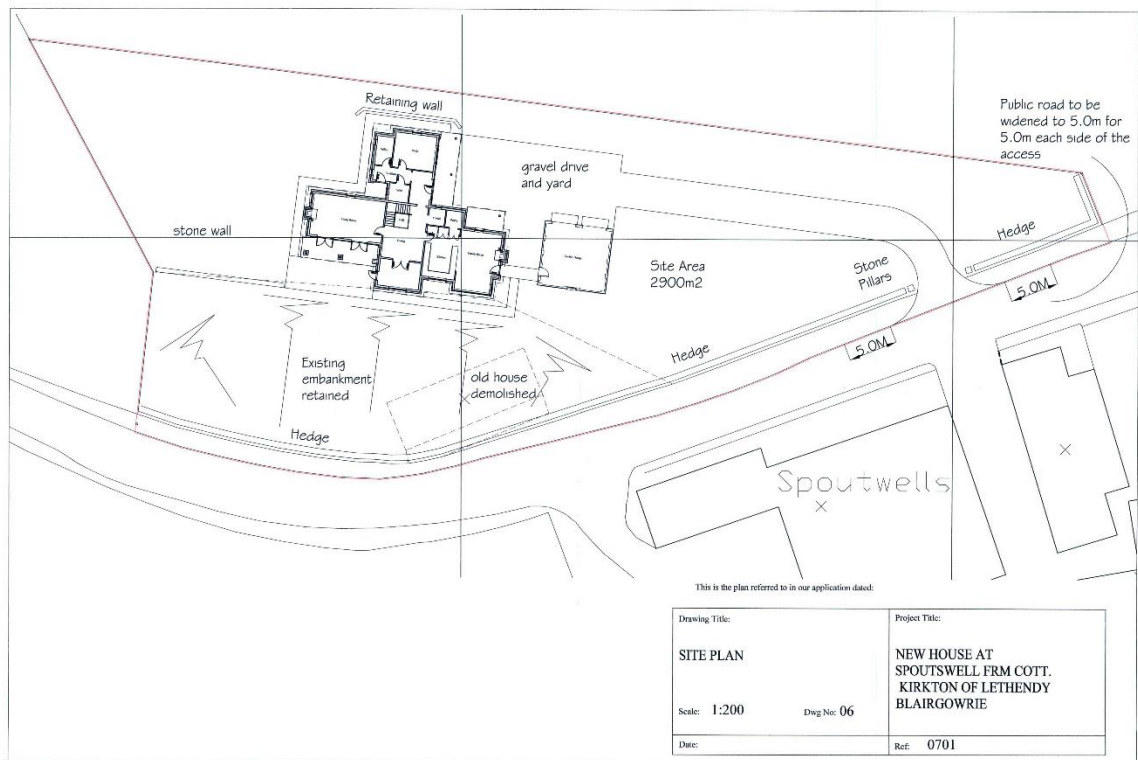 Retaining wall
Public road to be
widened to 5.0m for
5.0m each side of the
access
gravel drive
and yard
stone wall
Hedge
Site Area
2900m2
Stone
Pillars
5.0M
5.0M
Hedge
Existing
embankment
retained
old house
demolished
Hedge
Spoutwells
This is the plan referred to in our application dated:
Drawing Title:
SITE PLAN
Scale: 1:200
Dwg No: 06
Date:
Project Title:
NEW HOUSE AT
SPOUTSWELL FRM COTT.
KIRKTON OF LETHENDY
BLAIRGOWRIE
Ref: 0701